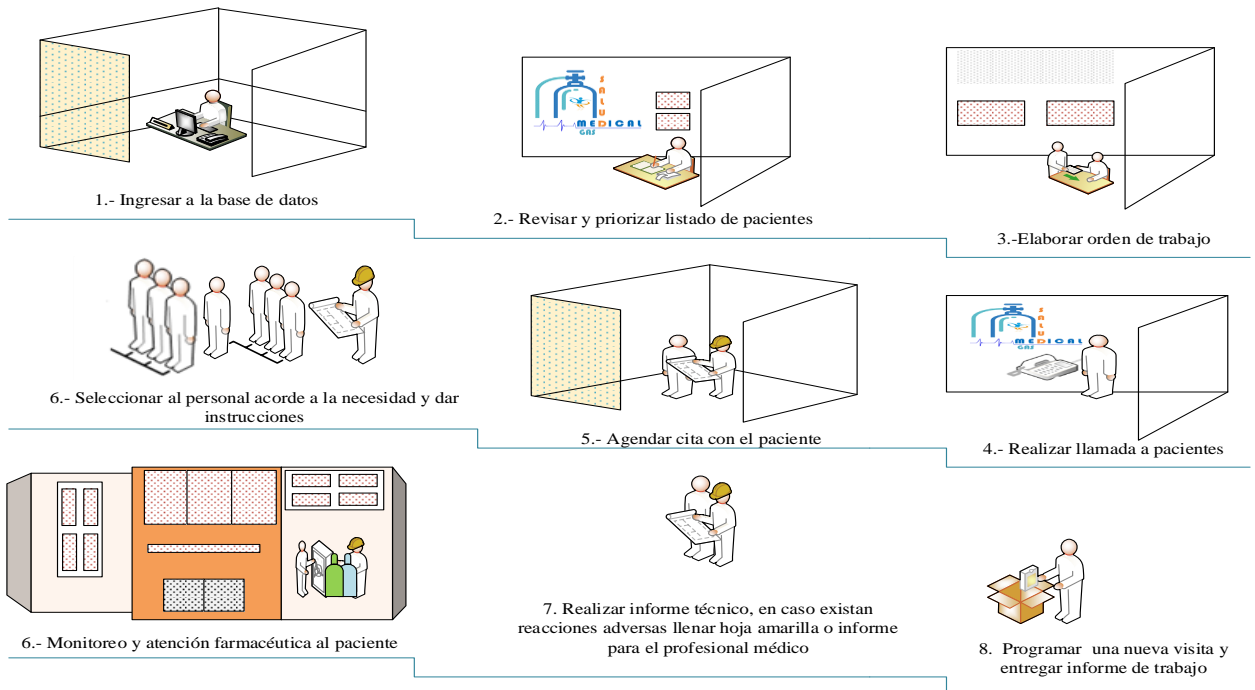 SALUD
MEDICAL
GAS
1.- Ingresar a la base de datos
2.- Revisar y priorizar listado de pacientes
3.-Elaborar orden de trabajo
6.- Seleccionar al personal acorde a la necesidad y dar
instrucciones
5.- Agendar cita con el paciente
SALUD
MEDICAL
GAS
4.- Realizar llamada a pacientes
6.- Monitoreo y atención farmacéutica al paciente
7. Realizar informe técnico, en caso existan
reacciones adversas llenar hoja amarilla o informe
para el profesional médico
8. Programar una nueva visita y
entregar informe de trabajo